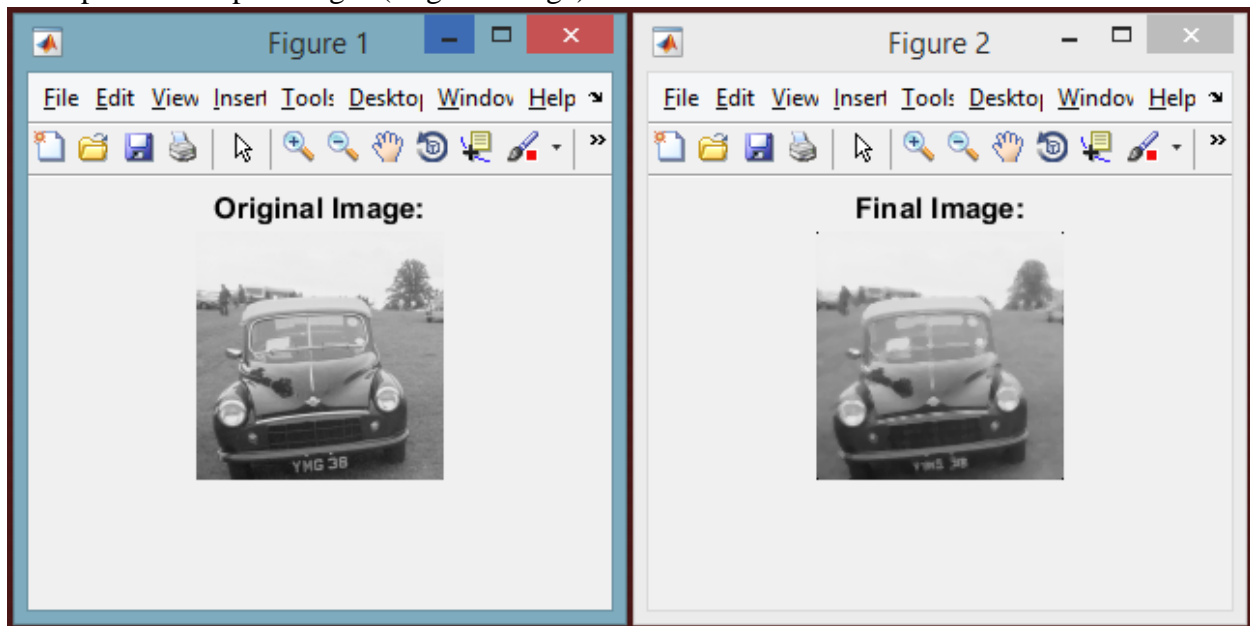 Figure 1
File Edit View Insert Tools Desktop Window Help
Original Image:
YMG 38
Figure 2
File Edit View Insert Tools Desktop Window Help
Final Image: